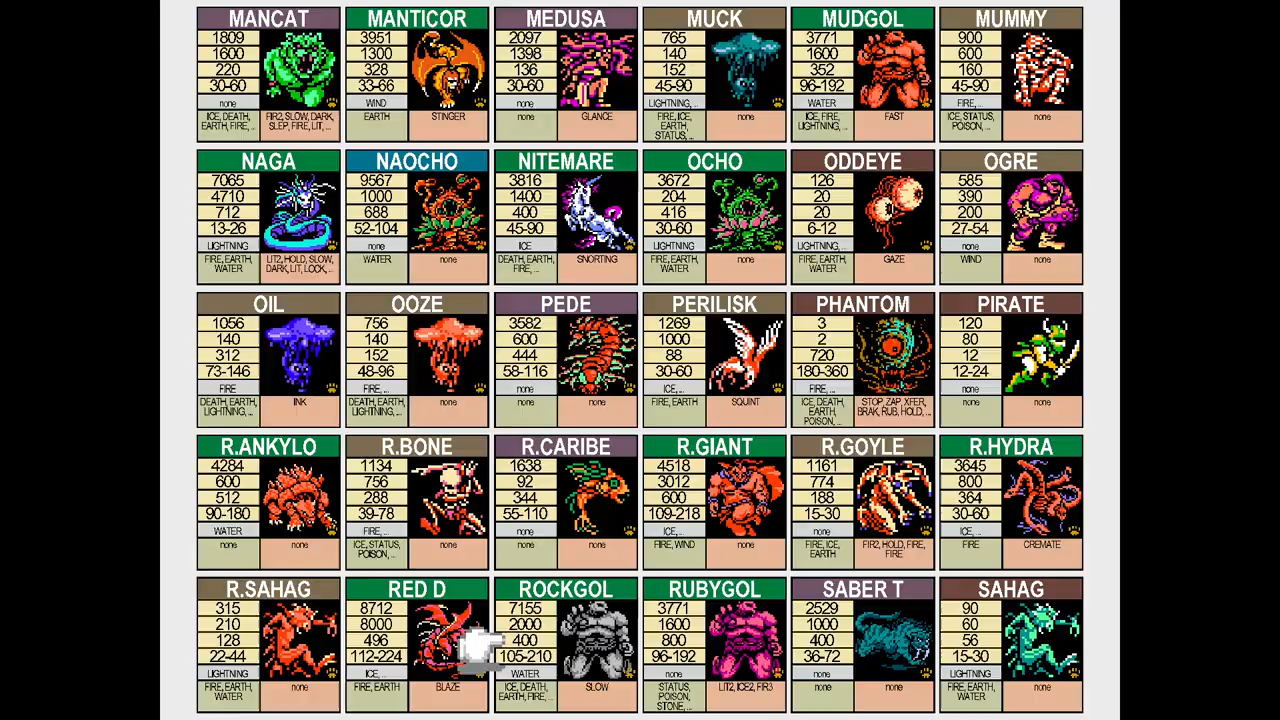 MANCAT
1809
1600
220
30-60
none
ICE, DEATH,
EARTH, FIRE, ..
FIR2, SLOW, DARK,
SLEP, FIRE, LIT, ..
MANTICOR
3951
1300
328
33-66
WIND
EARTH
STINGER
MEDUSA
2097
1398
136
30-60
none
none
GLANCE
MUCK
765
140
152
45-90
LIGHTNING, ..
FIRE, ICE,
EARTH,
STATUS, ..
none
MUDGOL
3771
1600
352
96-192
WATER
ICE, FIRE,
LIGHTNING, ..
FAST
MUMMY
900
600
160
45-90
FIRE, ..
ICE, STATUS,
POISON, ..
none
NAGA
7065
4710
712
13-26
LIGHTNING
FIRE, EARTH,
WATER
LIT2, HOLD, SLOW,
DARK, LIT, LOCK, ..
NAOCHO
9567
1000
688
52-104
none
WATER
none
NITEMARE
3816
1400
400
45-90
ICE
DEATH, EARTH,
FIRE, ..
SNORTING
OCHO
3672
204
416
30-60
LIGHTNING
FIRE, EARTH,
WATER
none
ODDEYE
126
20
20
6-12
LIGHTNING, ..
FIRE, EARTH,
WATER
GAZE
OGRE
585
390
200
27-54
none
WIND
none
OIL
1056
140
312
73-146
FIRE
DEATH, EARTH,
LIGHTNING, ..
INK
OOZE
756
140
152
48-96
FIRE, ..
DEATH, EARTH,
LIGHTNING, ..
none
PEDE
3582
600
444
58-116
none
none
none
PERILISK
1269
1000
88
30-60
ICE, ..
FIRE, EARTH
SQUINT
PHANTOM
3
2
720
180-360
FIRE, ..
ICE, DEATH,
EARTH,
POISON, ..
STOP, ZAP, XFER,
BRAK, RUB, HOLD, ..
PIRATE
120
80
12
12-24
none
none
none
R.ANKYLO
4284
600
512
90-180
WATER
none
none
R.BONE
1134
756
288
39-78
FIRE, ..
ICE, STATUS,
POISON, ..
none
R.CARIBE
1638
92
344
55-110
none
none
none
R.GIANT
4518
3012
600
109-218
ICE, ..
FIRE, WIND
none
R.GOYLE
1161
774
188
15-30
none
FIRE, ICE,
EARTH
FIR2, HOLD, FIRE,
FIRE
R.HYDRA
3645
800
364
30-60
ICE, ..
FIRE
CREMATE
R.SAHAG
315
210
128
22-44
LIGHTNING
FIRE, EARTH,
WATER
none
RED D
8712
8000
496
112-224
ICE, ..
FIRE, EARTH
BLAZE
ROCKGOL
7155
2000
400
105-210
WATER
ICE, DEATH,
EARTH, FIRE, ..
SLOW
RUBYGOL
3771
1600
800
96-192
none
STATUS,
POISON,
STONE, ..
LIT2, ICE2, FIR3
SABER T
2529
1000
400
36-72
none
none
none
SAHAG
90
60
56
15-30
LIGHTNING
FIRE, EARTH,
WATER
none